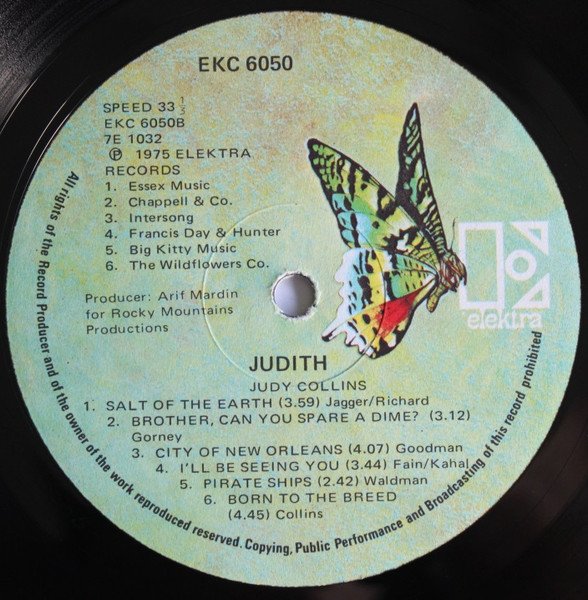 EKC 6050
SPEED 33 1/3
EKC 6050B
7E 1032
Ⓟ 1975 ELEKTRA
RECORDS
1. Essex Music
2. Chappell & Co.
3. Intersong
4. Francis Day & Hunter
5. Big Kitty Music
6. The Wildflowers Co.
Producer: Arif Mardin
for Rocky Mountains
Productions
elektra
JUDITH
JUDY COLLINS
1. SALT OF THE EARTH (3.59) Jagger/Richard
2. BROTHER, CAN YOU SPARE A DIME? (3.12)
Gorney
3. CITY OF NEW ORLEANS (4.07) Goodman
4. I'LL BE SEEING YOU (3.44) Fain/Kahal
5. PIRATE SHIPS (2.42) Waldman
6. BORN TO THE BREED
(4.45) Collins
All rights of the Record Producer and of the owner of the work reproduced reserved. Copying, Public Performance and Broadcasting of this record prohibited